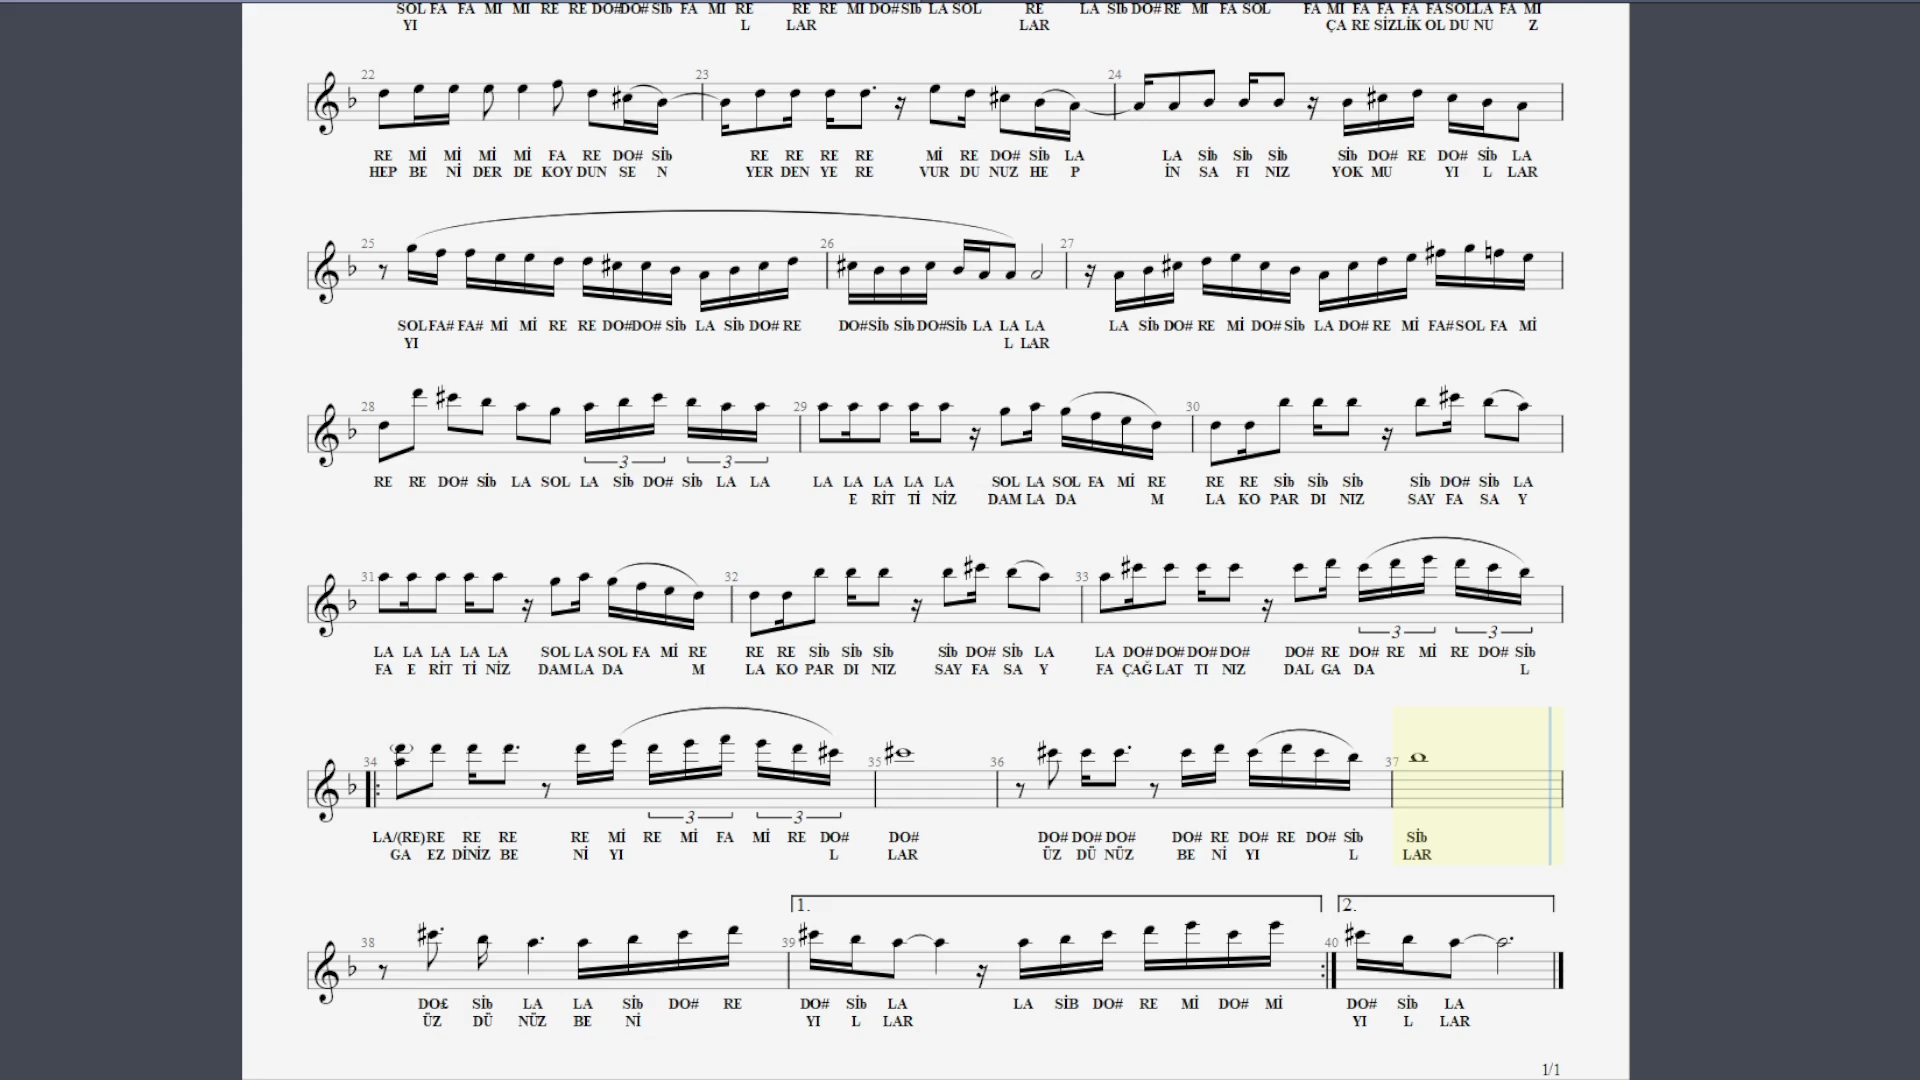 SOL FA FA Mİ Mİ RE RE DO#DO# Sİb FA Mİ RE RE RE Mİ DO#Sİb LA SOL RE LA Sİb DO# RE Mİ FA SOL FA Mİ FA FA FA FASOLLA FA Mİ
YI L LAR LAR ÇA RE SİZLİK OL DU NU Z
22 23 24
RE Mİ Mİ Mİ Mİ FA RE DO# Sİb RE RE RE RE Mİ RE DO# Sİb LA LA Sİb Sİb Sİb Sİb DO# RE DO# Sİb LA
HEP BE Nİ DER DE KOY DUN SE N YER DEN YE RE VUR DU NUZ HE P İN SA FI NIZ YOK MU YI L LAR
25 26 27
SOL FA# FA# Mİ Mİ RE RE DO#DO# Sİb LA Sİb DO# RE DO#Sİb Sİb DO#Sİb LA LA LA LA Sİb DO# RE Mİ DO# Sİb LA DO# RE Mİ FA# SOL FA Mİ
YI L LAR
28 29 30
3 3
RE RE DO# Sİb LA SOL LA Sİb DO# Sİb LA LA LA LA LA LA LA SOL LA SOL FA Mİ RE RE RE Sİb Sİb Sİb Sİb DO# Sİb LA
E RİT Tİ NİZ DAM LA DA M LA KO PAR DI NIZ SAY FA SA Y
31 32 33
3 3
LA LA LA LA LA SOL LA SOL FA Mİ RE RE RE Sİb Sİb Sİb Sİb DO# Sİb LA LA DO# DO# DO# DO# DO# RE DO# RE Mİ RE DO# Sİb
FA E RİT Tİ NİZ DAM LA DA M LA KO PAR DI NIZ SAY FA SA Y FA ÇAĞ LAT TI NIZ DAL GA DA L
34 35 36 37
3 3
LA/(RE) RE RE RE RE Mİ RE Mİ FA Mİ RE DO# DO# DO# DO# DO# DO# RE DO# RE DO# Sİb Sİb
GA EZ DİNİZ BE Nİ YI L LAR ÜZ DÜ NÜZ BE Nİ YI L LAR
1. 2.
38 39 40
DO£ Sİb LA LA Sİb DO# RE DO# Sİb LA LA SİB DO# RE Mİ DO# Mİ DO# Sİb LA
ÜZ DÜ NÜZ BE Nİ YI L LAR YI L LAR
1/1